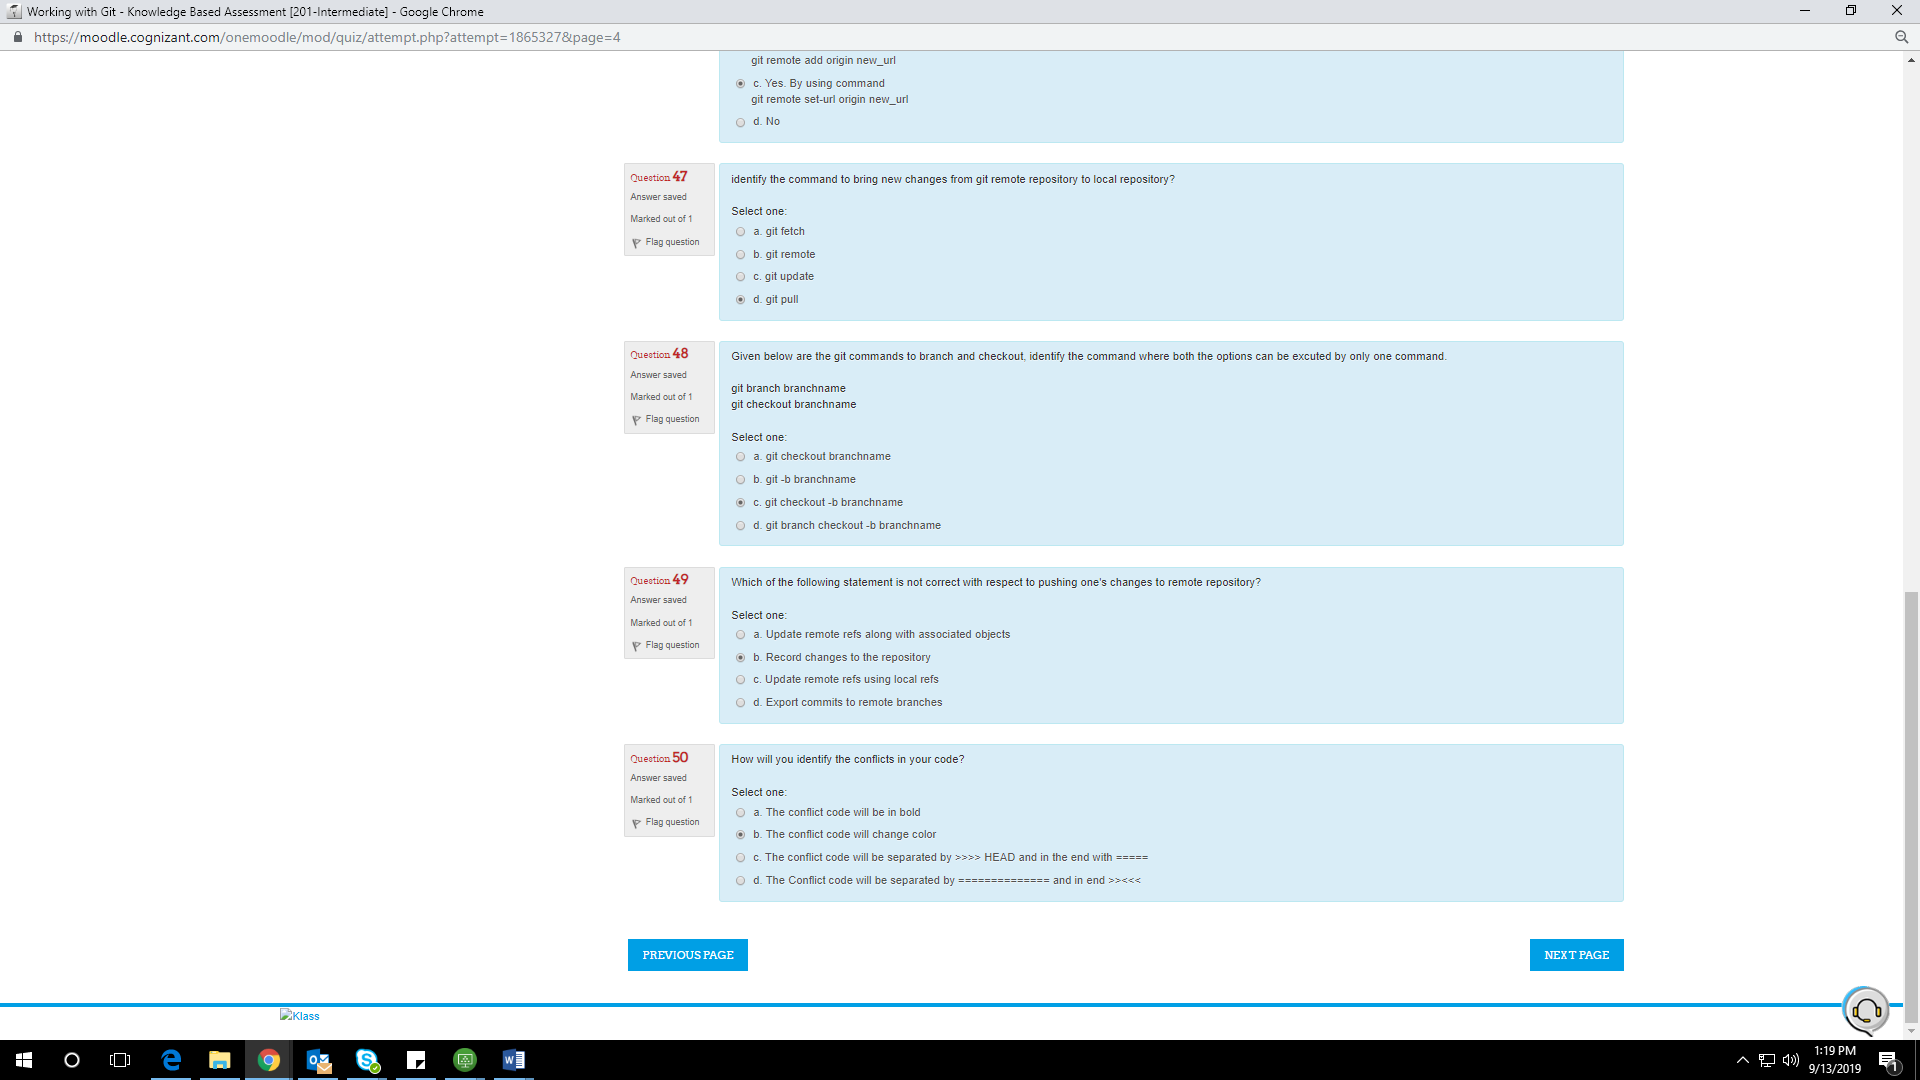 Working with Git - Knowledge Based Assessment [201-Intermediate] - Google Chrome
https://moodle.cognizant.com/onemoodle/mod/quiz/attempt.php?attempt=1865327&page=4
git remote add origin new_url
c. Yes. By using command
git remote set-url origin new_url
d. No
Question 47
Answer saved
Marked out of 1
Flag question
identify the command to bring new changes from git remote repository to local repository?
Select one:
a. git fetch
b. git remote
c. git update
d. git pull
Question 48
Answer saved
Marked out of 1
Flag question
Given below are the git commands to branch and checkout, identify the command where both the options can be excuted by only one command.
git branch branchname
git checkout branchname
Select one:
a. git checkout branchname
b. git -b branchname
c. git checkout -b branchname
d. git branch checkout -b branchname
Question 49
Answer saved
Marked out of 1
Flag question
Which of the following statement is not correct with respect to pushing one's changes to remote repository?
Select one:
a. Update remote refs along with associated objects
b. Record changes to the repository
c. Update remote refs using local refs
d. Export commits to remote branches
Question 50
Answer saved
Marked out of 1
Flag question
How will you identify the conflicts in your code?
Select one:
a. The conflict code will be in bold
b. The conflict code will change color
c. The conflict code will be separated by >>>> HEAD and in the end with =====
d. The Conflict code will be separated by ============== and in end >><<<
PREVIOUS PAGE
NEXT PAGE
Klass
1:19 PM
9/13/2019
1